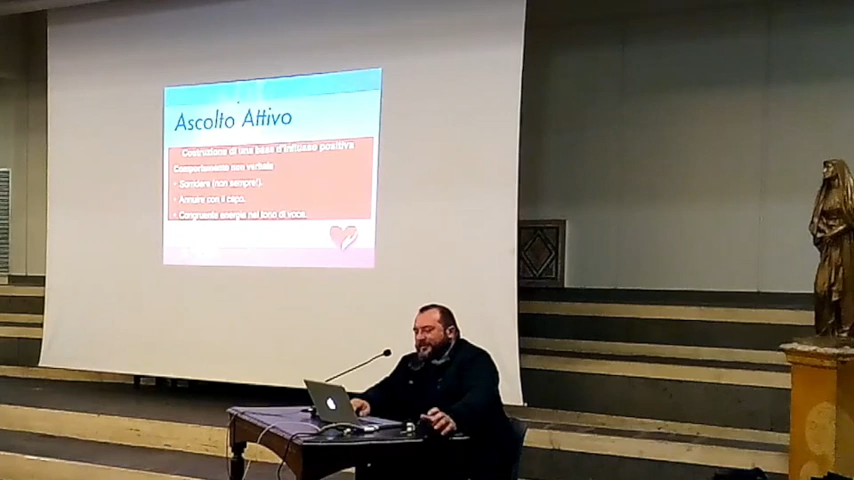 Ascolto Attivo
Costruzione di una base d'influsso positiva
Comportamento non verbale
• Sorridere (non sempre!).
• Annuire con il capo.
• Congruente energia nel tono di voce.